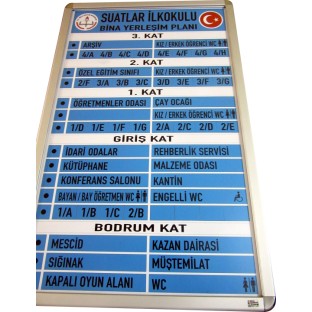 SUATLAR İLKOKULU
BİNA YERLEŞİM PLANI
3. KAT
ARŞİV KIZ / ERKEK ÖĞRENCİ WC
4/A 4/B 4/C 4/D 4/E 4/F 4/G 4/H
2. KAT
ÖZEL EĞİTİM SINIFI KIZ / ERKEK ÖĞRENCİ WC
2/F 3/A 3/B 3/C 3/D 3/E 3/F 3/G
1. KAT
ÖĞRETMENLER ODASI ÇAY OCAĞI
KIZ / ERKEK ÖĞRENCİ WC
1/D 1/E 1/F 1/G 2/A 2/C 2/D 2/E
GİRİŞ KAT
İDARİ ODALAR REHBERLİK SERVİSİ
KÜTÜPHANE MALZEME ODASI
KONFERANS SALONU KANTİN
BAYAN / BAY ÖĞRETMEN WC ENGELLİ WC
1/A 1/B 1/C 2/B
BODRUM KAT
MESCİD KAZAN DAİRESİ
SIĞINAK MÜŞTEMİLAT
KAPALI OYUN ALANI WC